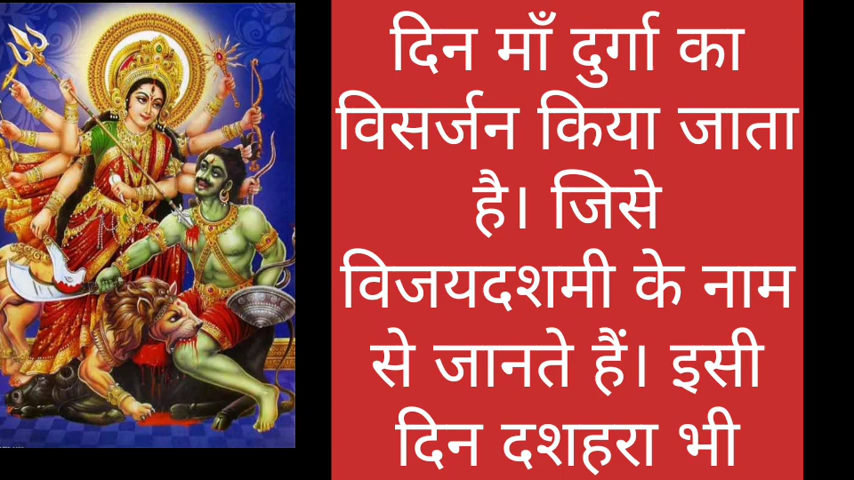 दिन माँ दुर्गा का
विसर्जन किया जाता
है। जिसे
विजयदशमी के नाम
से जानते हैं। इसी
दिन दशहरा भी